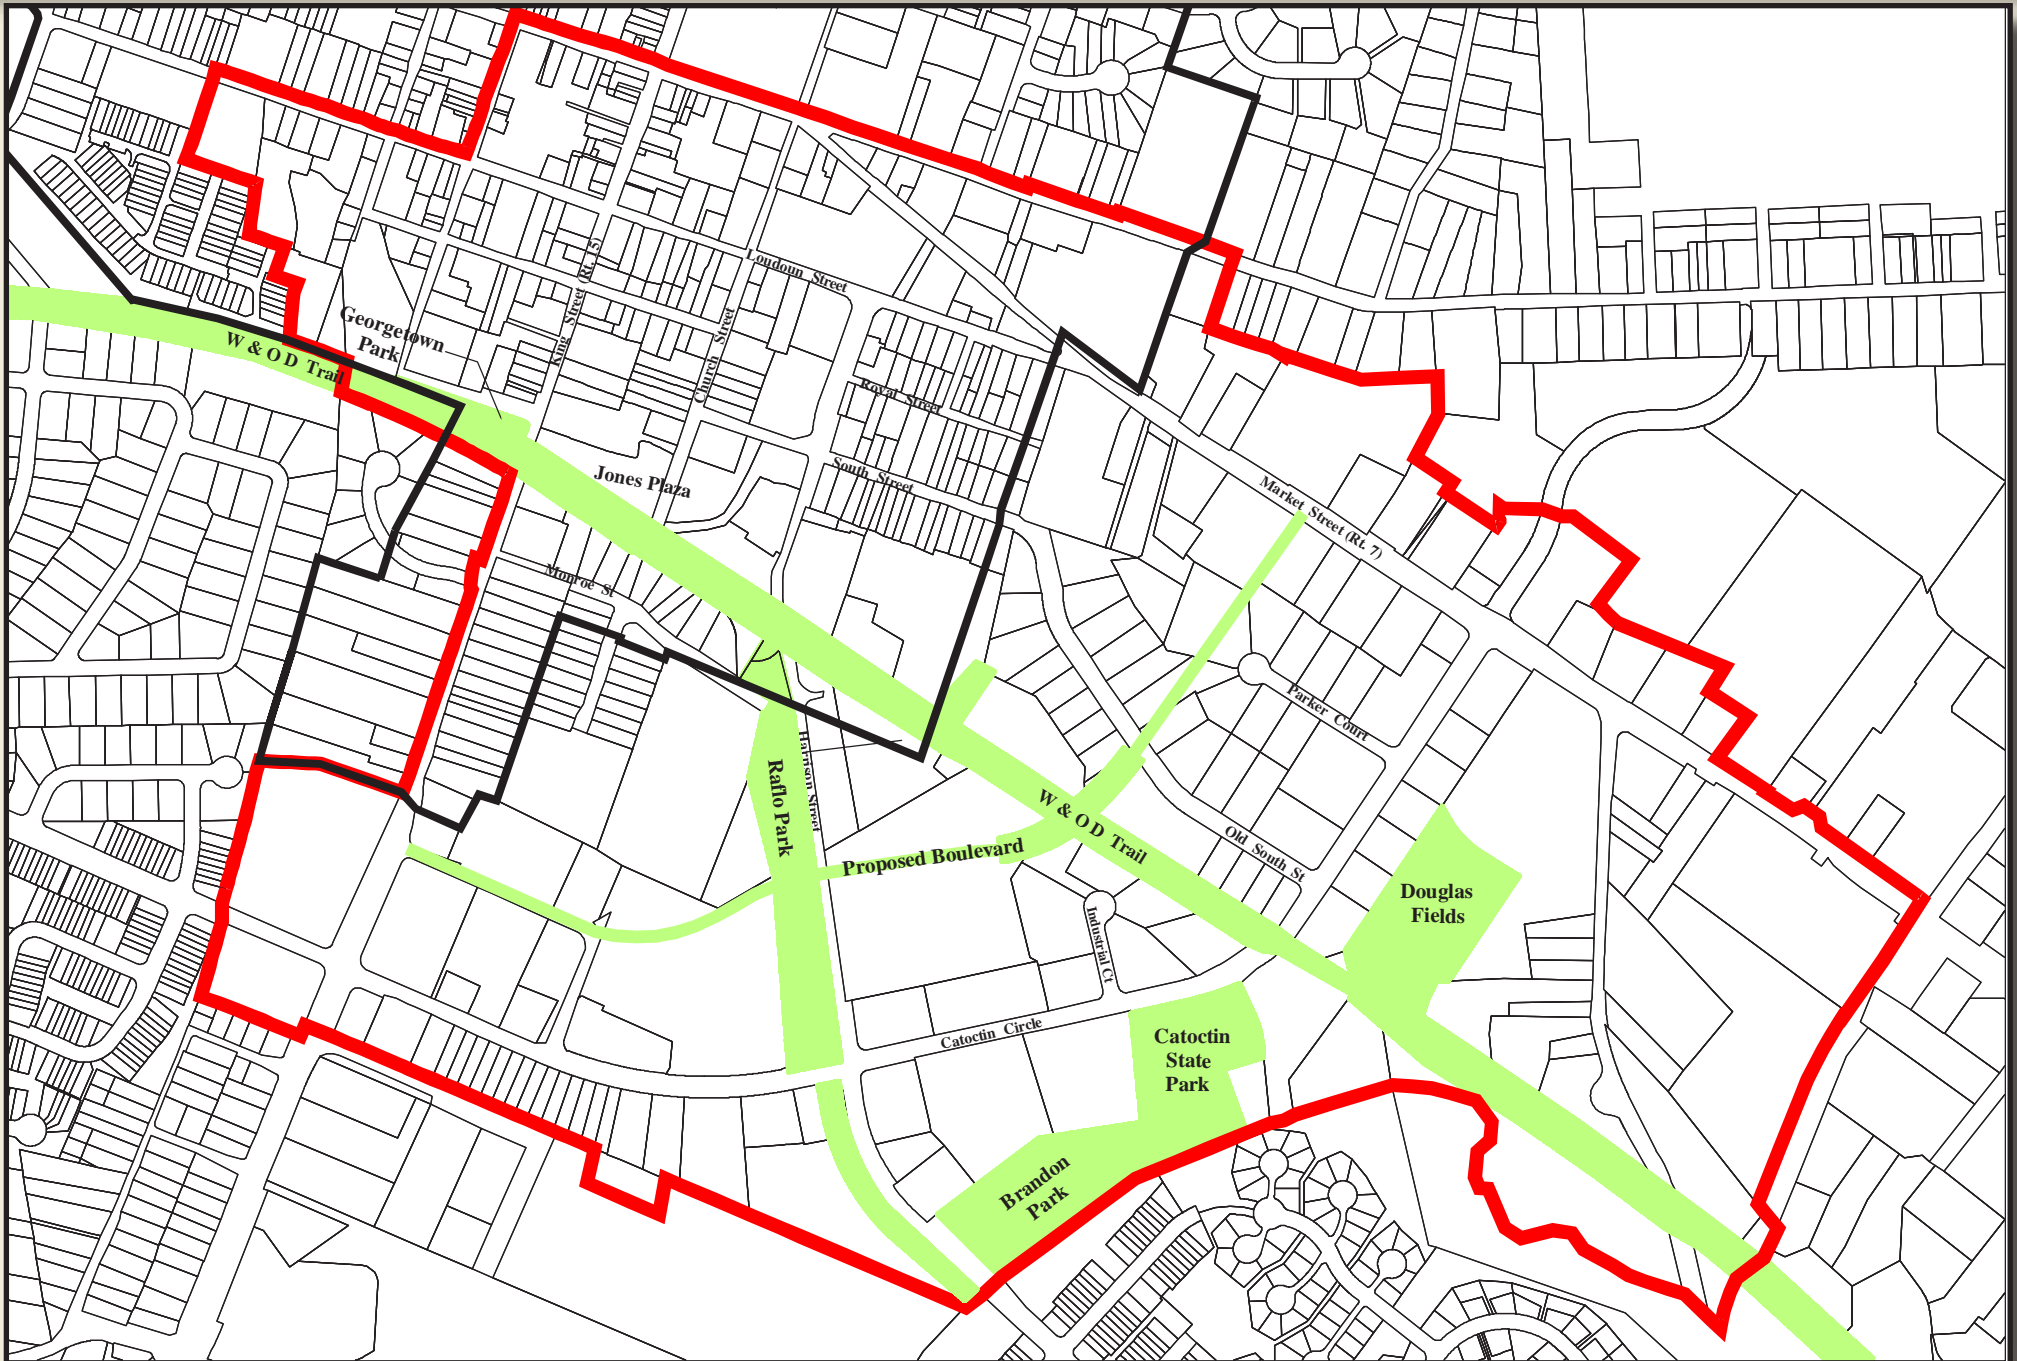 Loudoun Street
King Street (Rt. 15)
Church Street
Georgetown
Park
W & O D Trail
Royal Street
Jones Plaza
South Street
Market Street (Rt. 7)
Monroe St
Parker Court
Harrison Street
Raflo Park
W & O D Trail
Proposed Boulevard
Old South St
Douglas
Fields
Industrial Ct
Catoctin Circle
Catoctin
State
Park
Brandon
Park